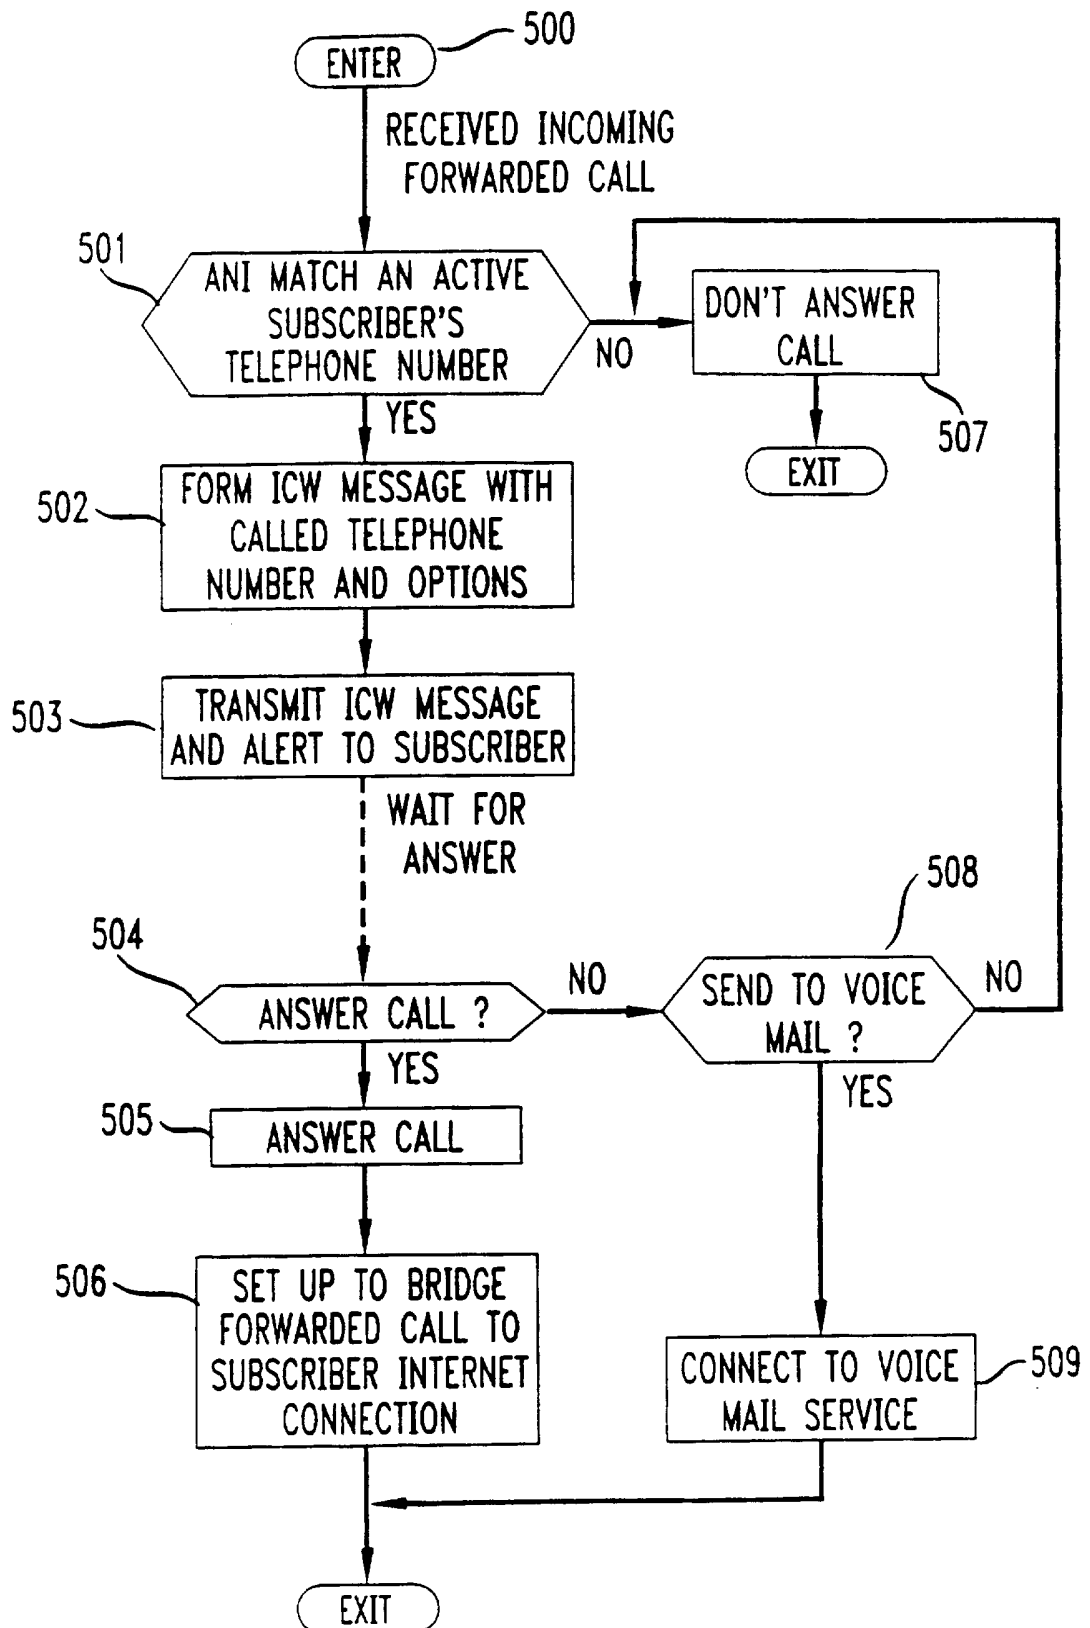 500
ENTER
RECEIVED INCOMING
FORWARDED CALL
501
ANI MATCH AN ACTIVE
SUBSCRIBER'S
TELEPHONE NUMBER
NO
DON'T ANSWER
CALL
507
EXIT
YES
502
FORM ICW MESSAGE WITH
CALLED TELEPHONE
NUMBER AND OPTIONS
503
TRANSMIT ICW MESSAGE
AND ALERT TO SUBSCRIBER
WAIT FOR
ANSWER
504
ANSWER CALL ?
NO
508
SEND TO VOICE
MAIL ?
NO
YES
YES
505
ANSWER CALL
506
SET UP TO BRIDGE
FORWARDED CALL TO
SUBSCRIBER INTERNET
CONNECTION
CONNECT TO VOICE
MAIL SERVICE
509
EXIT